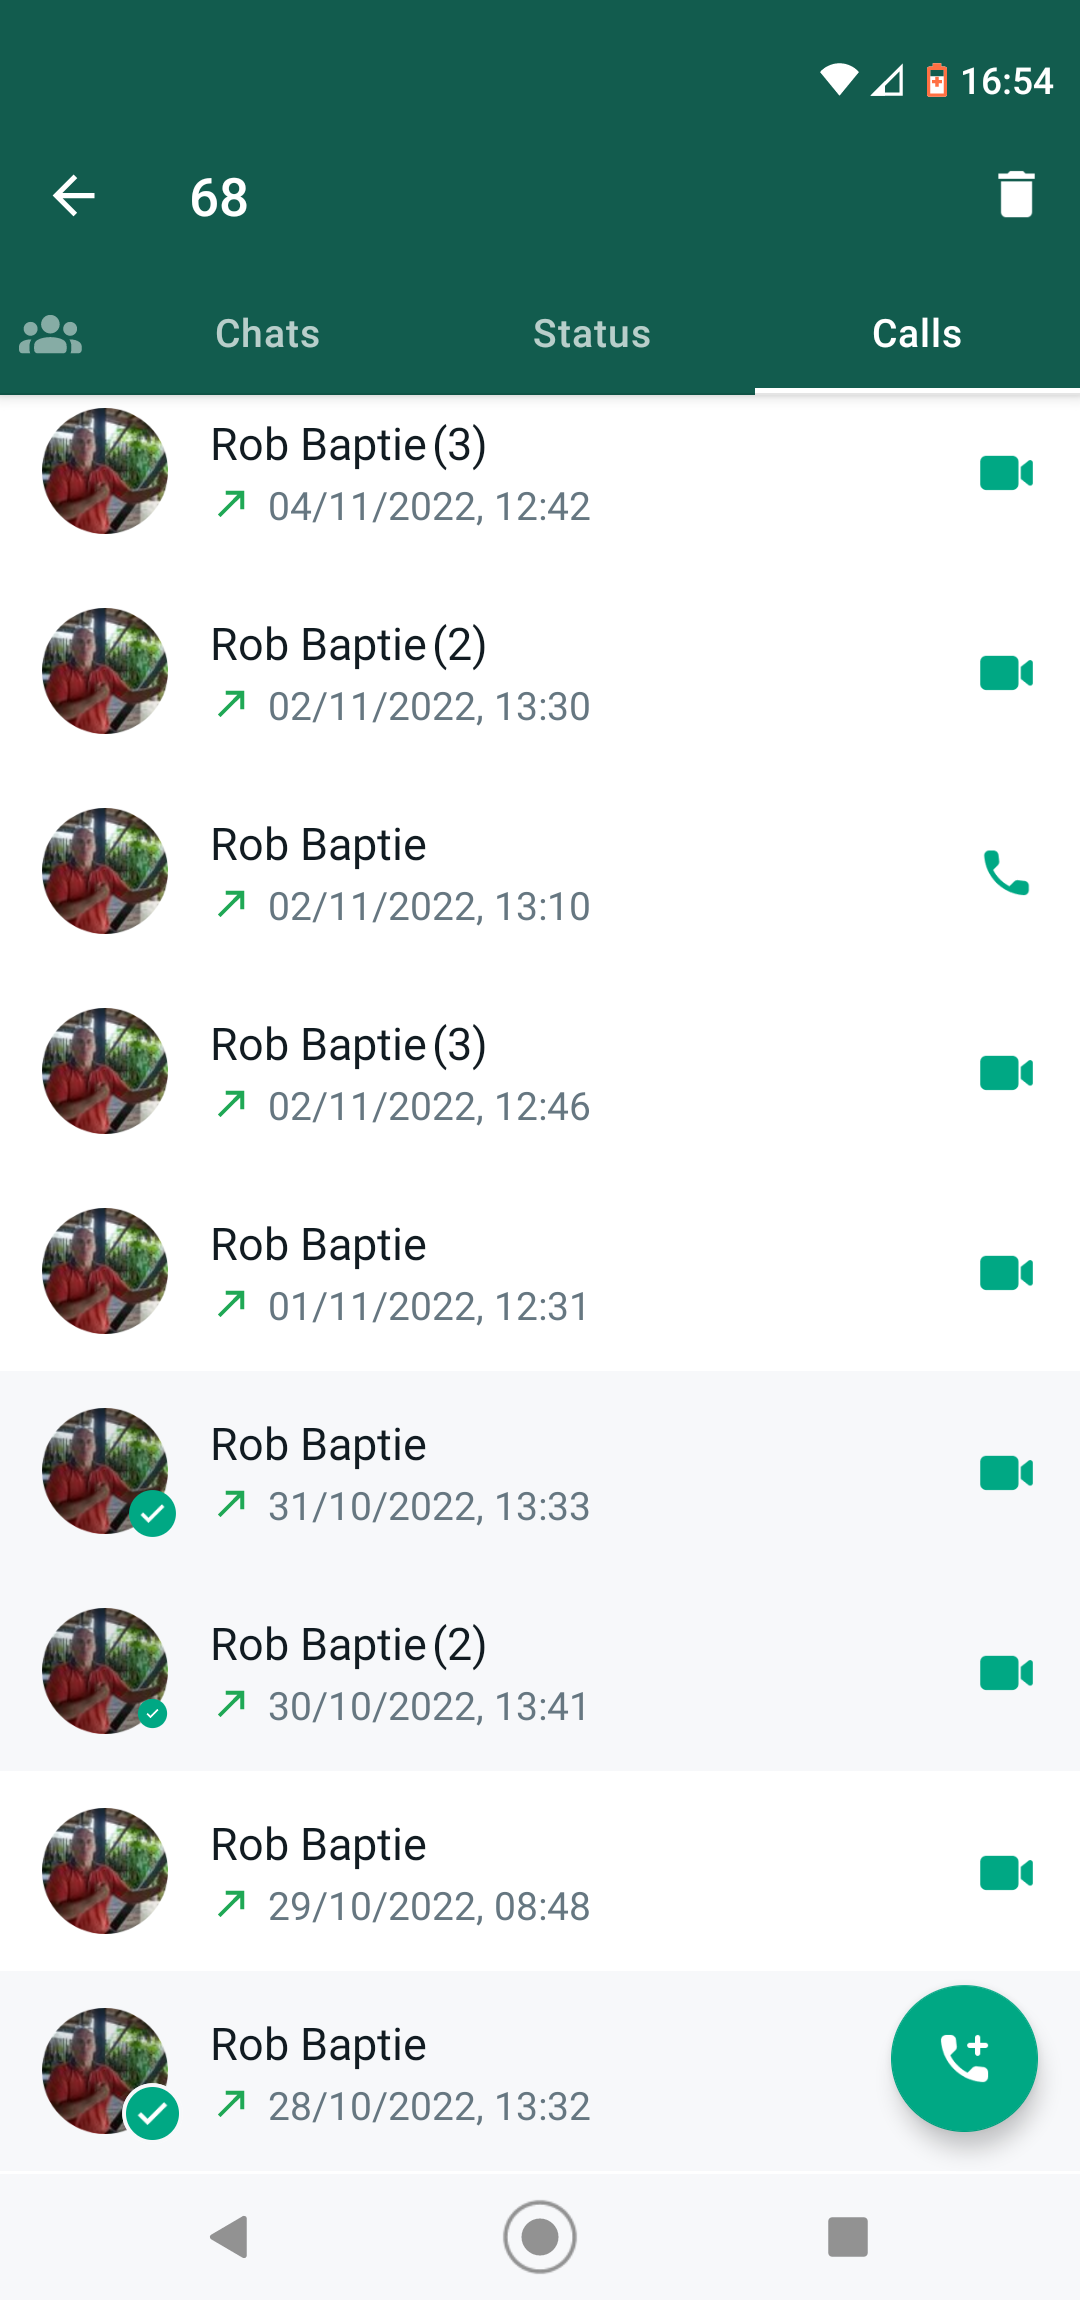 16:54
68
Chats Status Calls
Rob Baptie (3)
04/11/2022, 12:42
Rob Baptie (2)
02/11/2022, 13:30
Rob Baptie
02/11/2022, 13:10
Rob Baptie (3)
02/11/2022, 12:46
Rob Baptie
01/11/2022, 12:31
Rob Baptie
31/10/2022, 13:33
Rob Baptie (2)
30/10/2022, 13:41
Rob Baptie
29/10/2022, 08:48
Rob Baptie
28/10/2022, 13:32